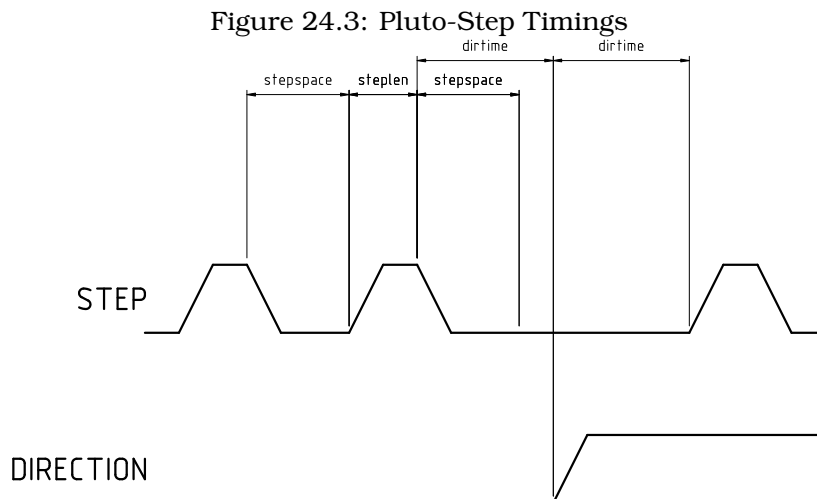 Figure 24.3: Pluto-Step Timings
dirtime dirtime
stepspace steplen stepspace
STEP
DIRECTION